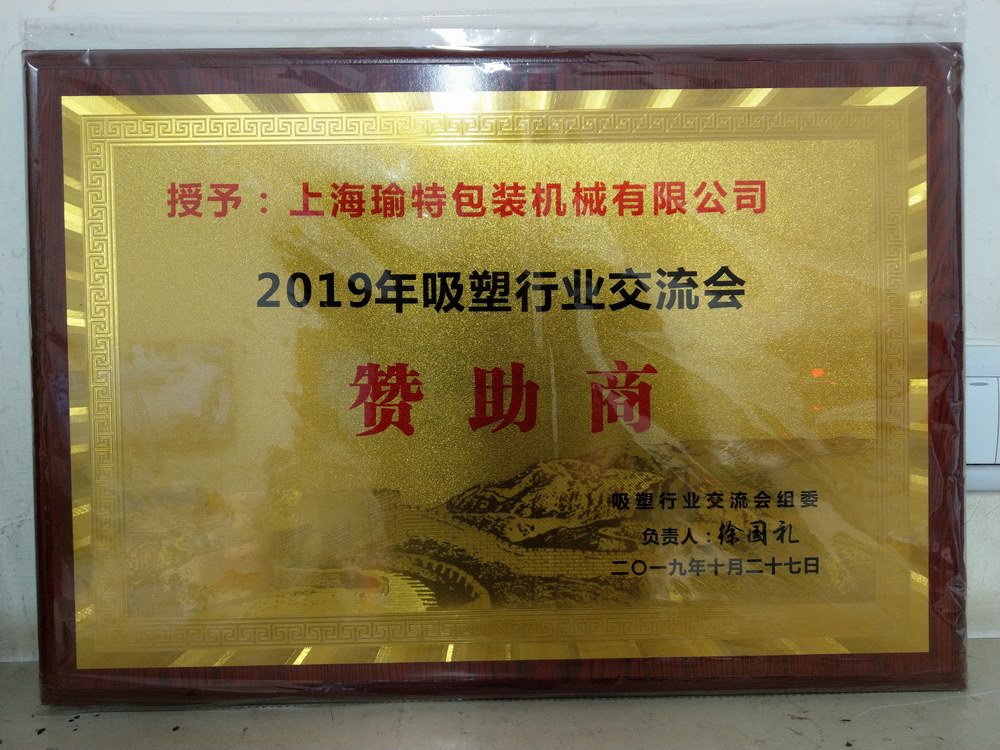 授予：上海瑜特包装机械有限公司
2019年吸塑行业交流会
赞助商
吸塑行业交流会组委
负责人：徐国礼
二〇一九年十月二十七日